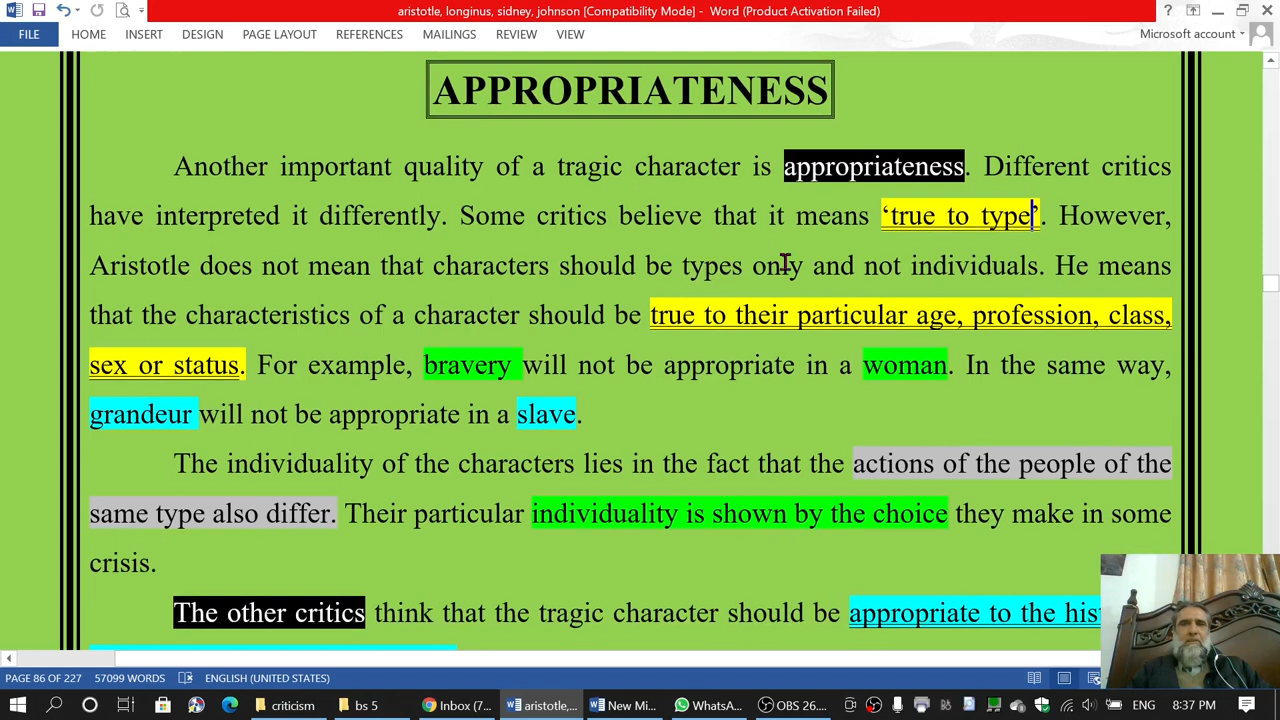 aristotle, longinus, sidney, johnson [Compatibility Mode] - Word (Product Activation Failed)
FILE HOME INSERT DESIGN PAGE LAYOUT REFERENCES MAILINGS REVIEW VIEW Microsoft account
APPROPRIATENESS
Another important quality of a tragic character is appropriateness. Different critics
have interpreted it differently. Some critics believe that it means ‘true to type’. However,
Aristotle does not mean that characters should be types only and not individuals. He means
that the characteristics of a character should be true to their particular age, profession, class,
sex or status. For example, bravery will not be appropriate in a woman. In the same way,
grandeur will not be appropriate in a slave.
The individuality of the characters lies in the fact that the actions of the people of the
same type also differ. Their particular individuality is shown by the choice they make in some
crisis.
The other critics think that the tragic character should be appropriate to the his
PAGE 86 OF 227 57099 WORDS ENGLISH (UNITED STATES)
criticism bs 5 Inbox (7... aristotle,... New Mi... WhatsA... OBS 26.... ENG 8:37 PM